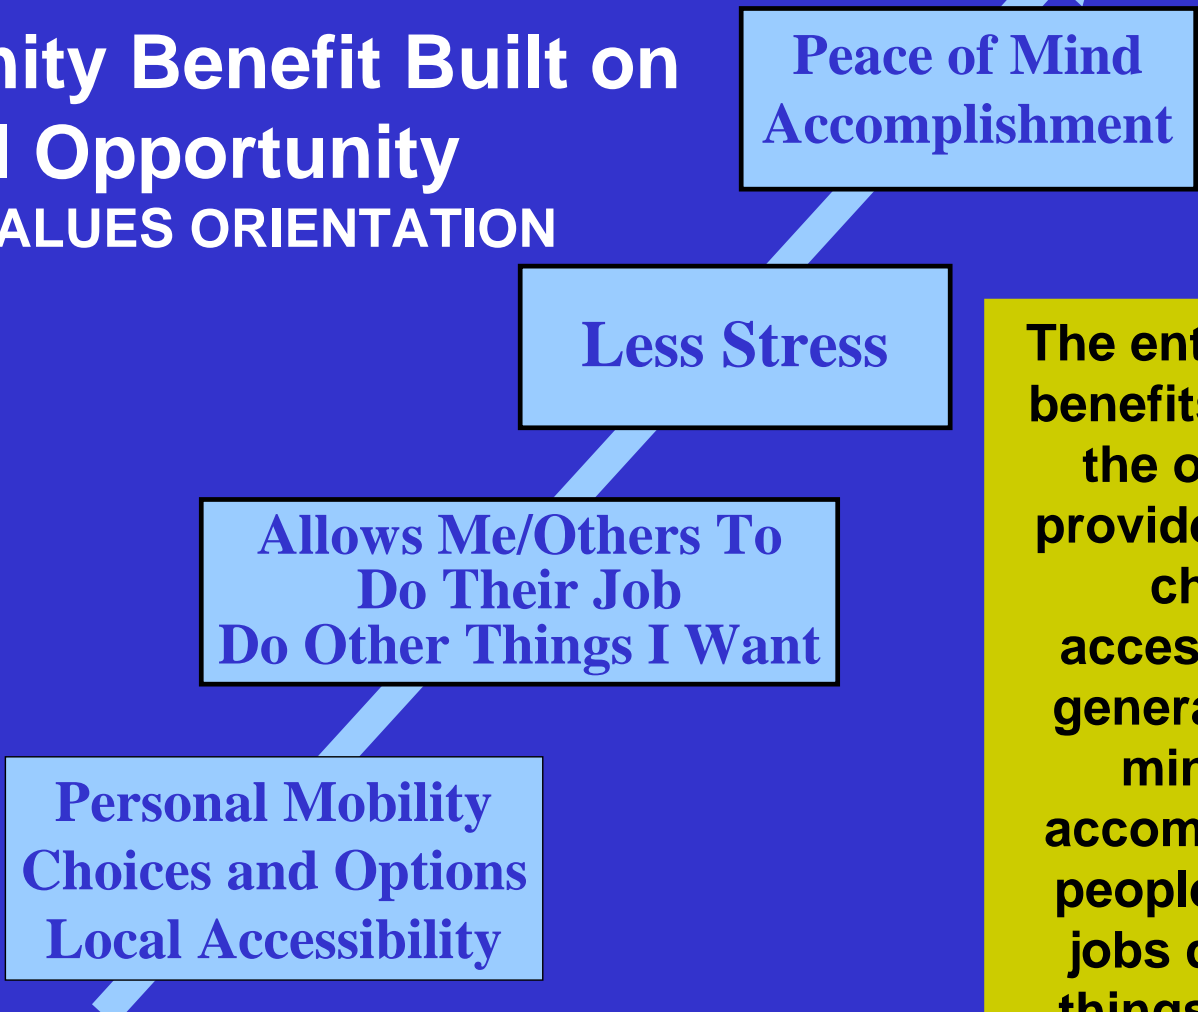 nity Benefit Built on
Opportunity
ALUES ORIENTATION
Peace of Mind
Accomplishment
Less Stress
Allows Me/Others To
Do Their Job
Do Other Things I Want
Personal Mobility
Choices and Options
Local Accessibility
The ent
benefits
the o
provide
ch
acces
genera
min
accom
people
jobs
things